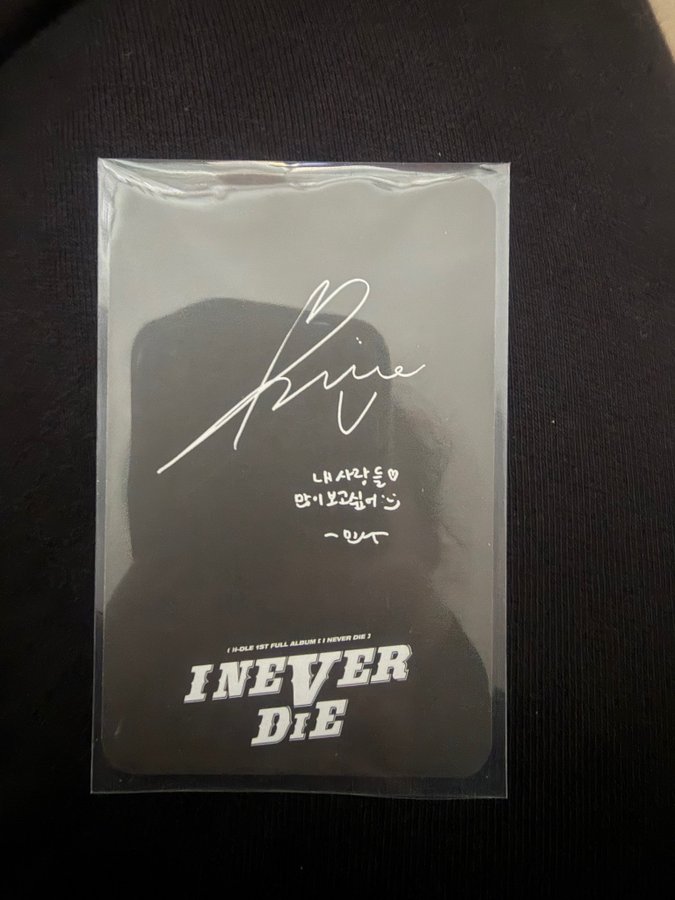 내 사랑들♡
많이 보고싶어 :)
~ 민니
( I)-DLE 1ST FULL ALBUM [ I NEVER DIE ]
I NEVER
DIE